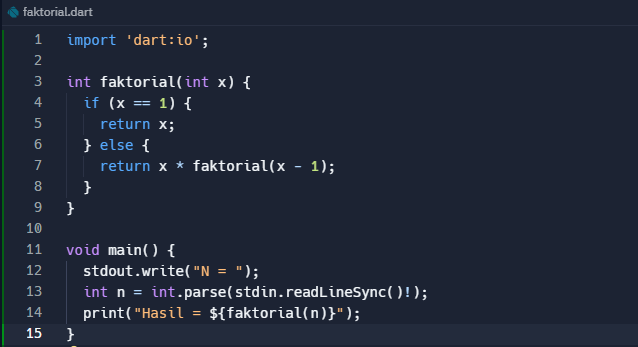 faktorial.dart
1 import 'dart:io';
2
3 int faktorial(int x) {
4   if (x == 1) {
5     return x;
6   } else {
7     return x * faktorial(x - 1);
8   }
9 }
10
11 void main() {
12   stdout.write("N = ");
13   int n = int.parse(stdin.readLineSync()!);
14   print("Hasil = ${faktorial(n)}");
15 }